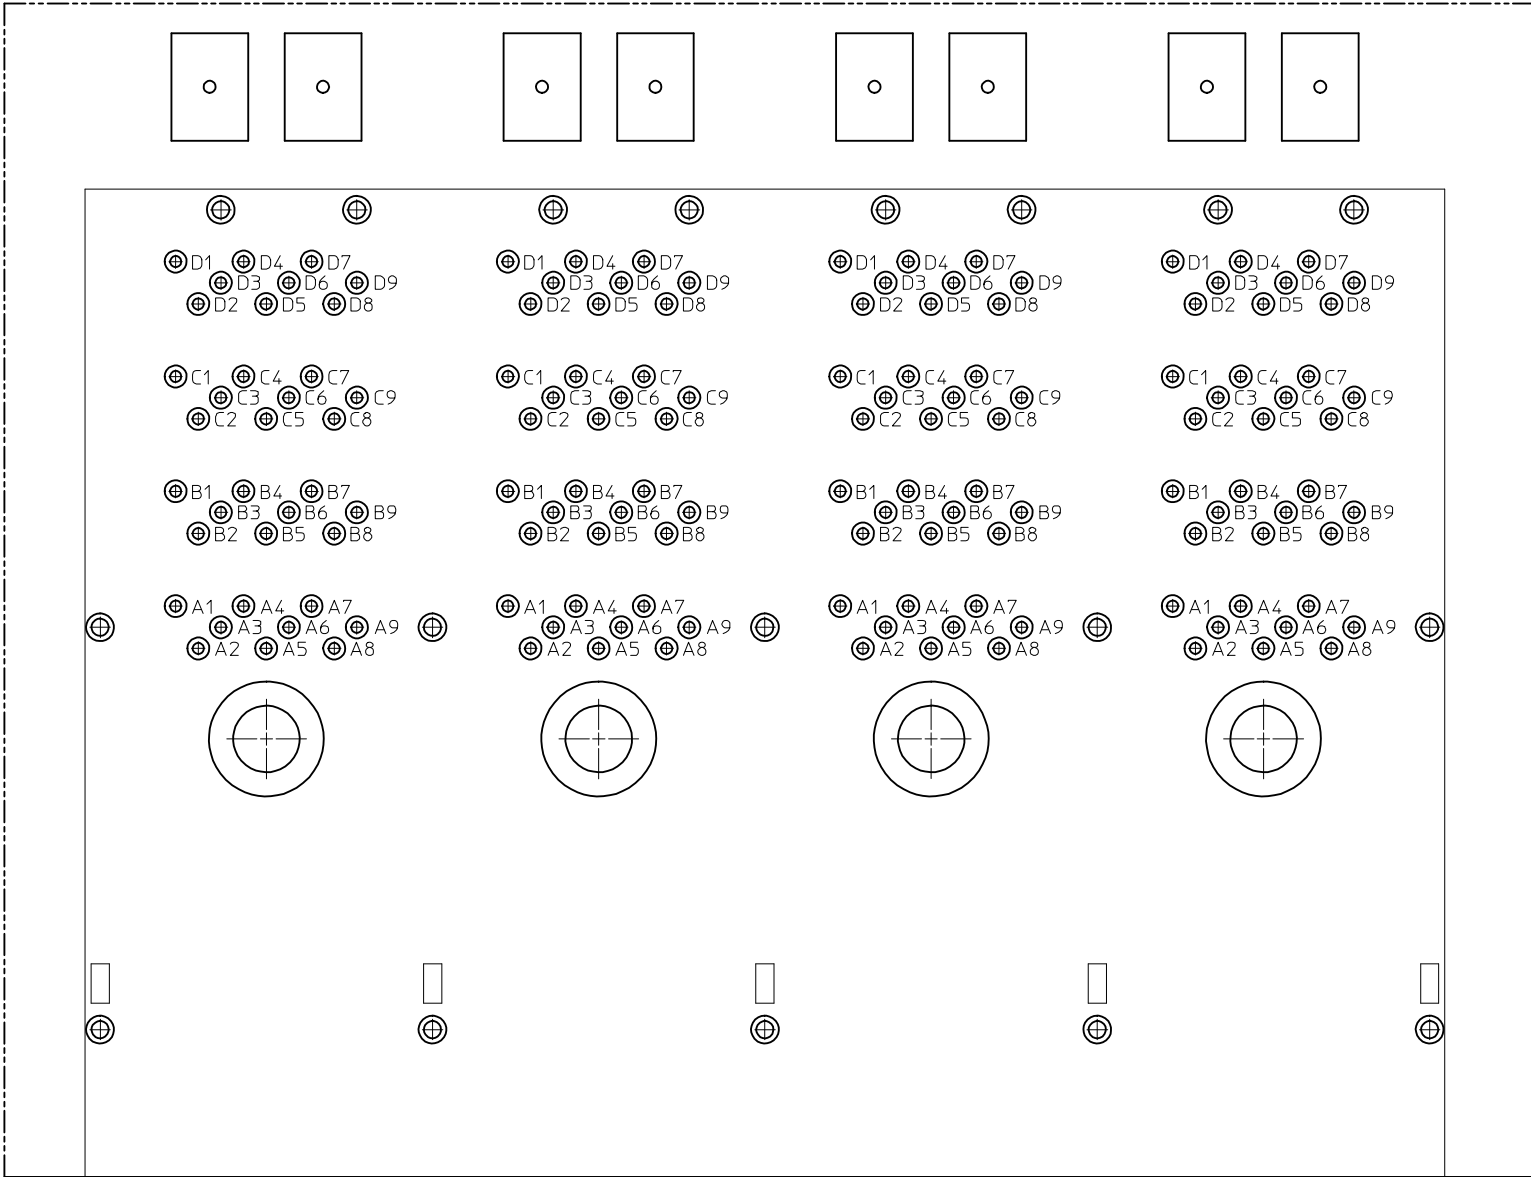 D1 D4 D7 D1 D4 D7 D1 D4 D7 D1 D4 D7
D3 D6 D9 D3 D6 D9 D3 D6 D9 D3 D6 D9
D2 D5 D8 D2 D5 D8 D2 D5 D8 D2 D5 D8
C1 C4 C7 C1 C4 C7 C1 C4 C7 C1 C4 C7
C3 C6 C9 C3 C6 C9 C3 C6 C9 C3 C6 C9
C2 C5 C8 C2 C5 C8 C2 C5 C8 C2 C5 C8
B1 B4 B7 B1 B4 B7 B1 B4 B7 B1 B4 B7
B3 B6 B9 B3 B6 B9 B3 B6 B9 B3 B6 B9
B2 B5 B8 B2 B5 B8 B2 B5 B8 B2 B5 B8
A1 A4 A7 A1 A4 A7 A1 A4 A7 A1 A4 A7
A3 A6 A9 A3 A6 A9 A3 A6 A9 A3 A6 A9
A2 A5 A8 A2 A5 A8 A2 A5 A8 A2 A5 A8